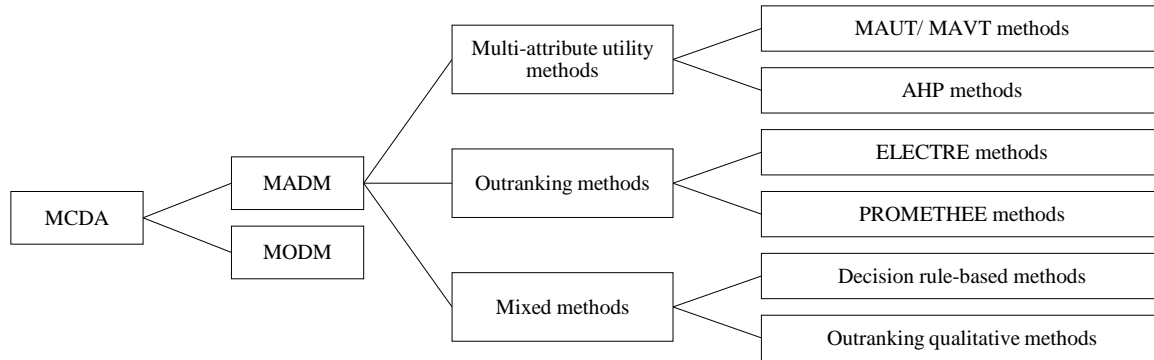 MCDA
MADM
MODM
Multi-attribute utility
methods
Outranking methods
Mixed methods
MAUT/ MAVT methods
AHP methods
ELECTRE methods
PROMETHEE methods
Decision rule-based methods
Outranking qualitative methods